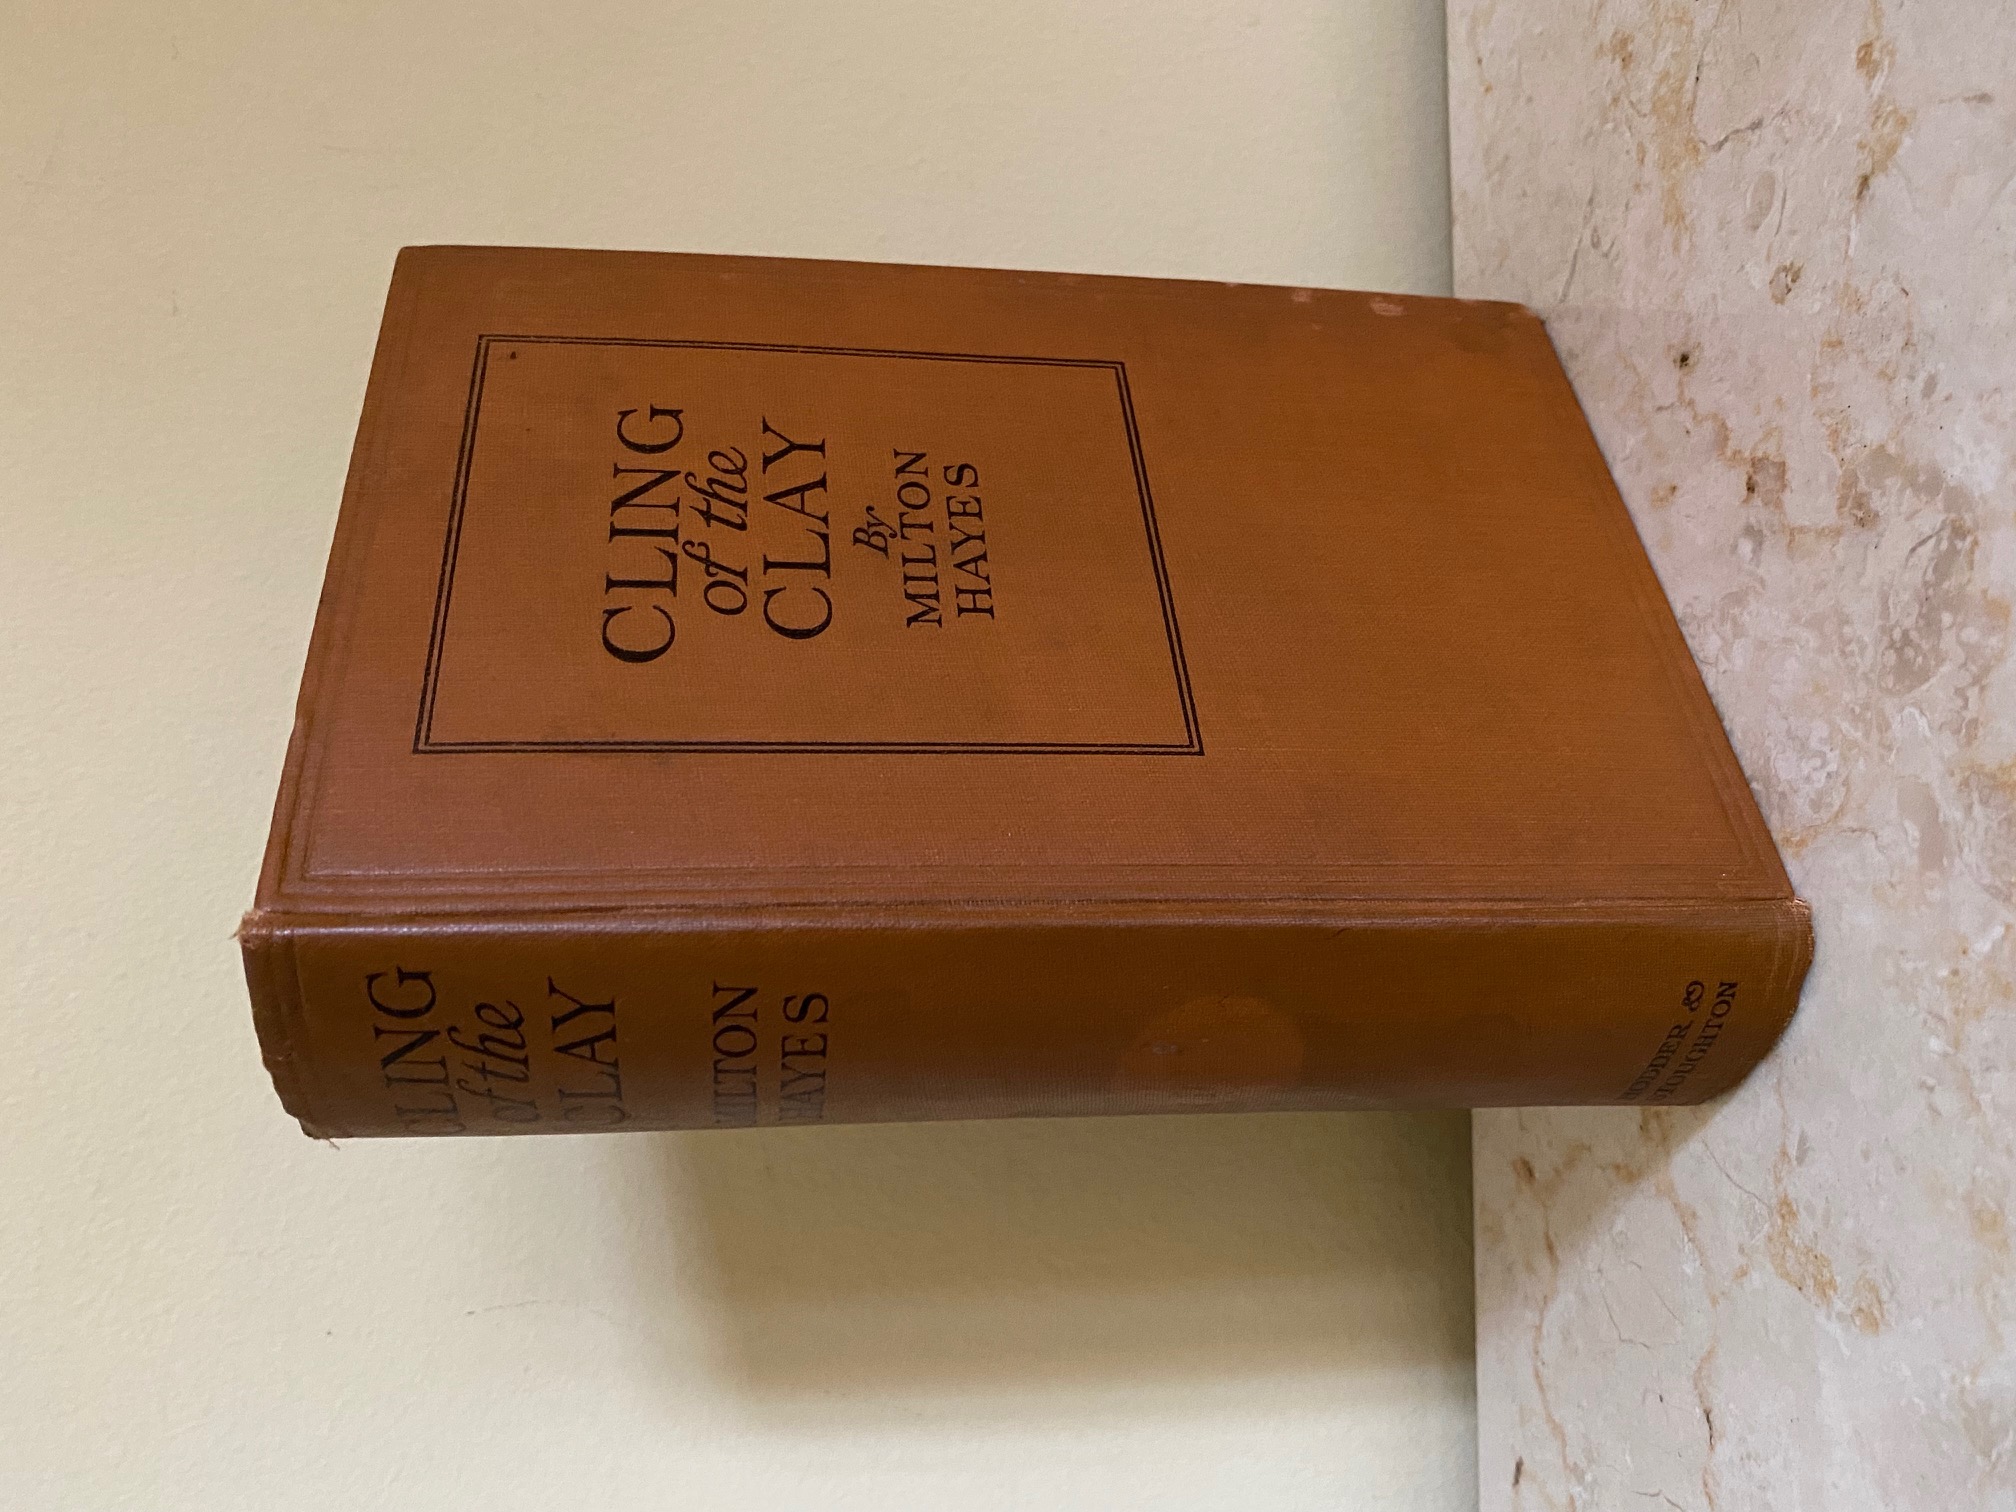 CLING
of the
CLAY
By
MILTON
HAYES
CLING
of the
CLAY
MILTON
HAYES
HODDER &
STOUGHTON